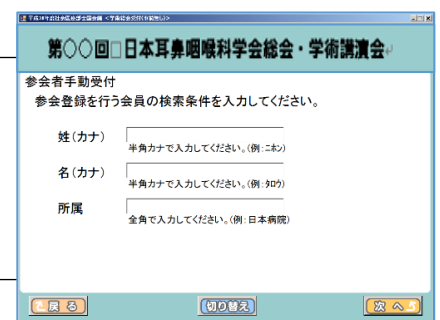 第〇〇回□日本耳鼻咽喉科学会総会・学術講演会↵
参会者手動受付
参会登録を行う会員の検索条件を入力してください。
姓(カナ)
半角カナで入力してください。(例:ﾆﾎﾝ)
名(カナ)
半角カナで入力してください。(例:ﾀﾛｳ)
所属
全角で入力してください。(例:日本病院)
戻る
切り替え
次へ